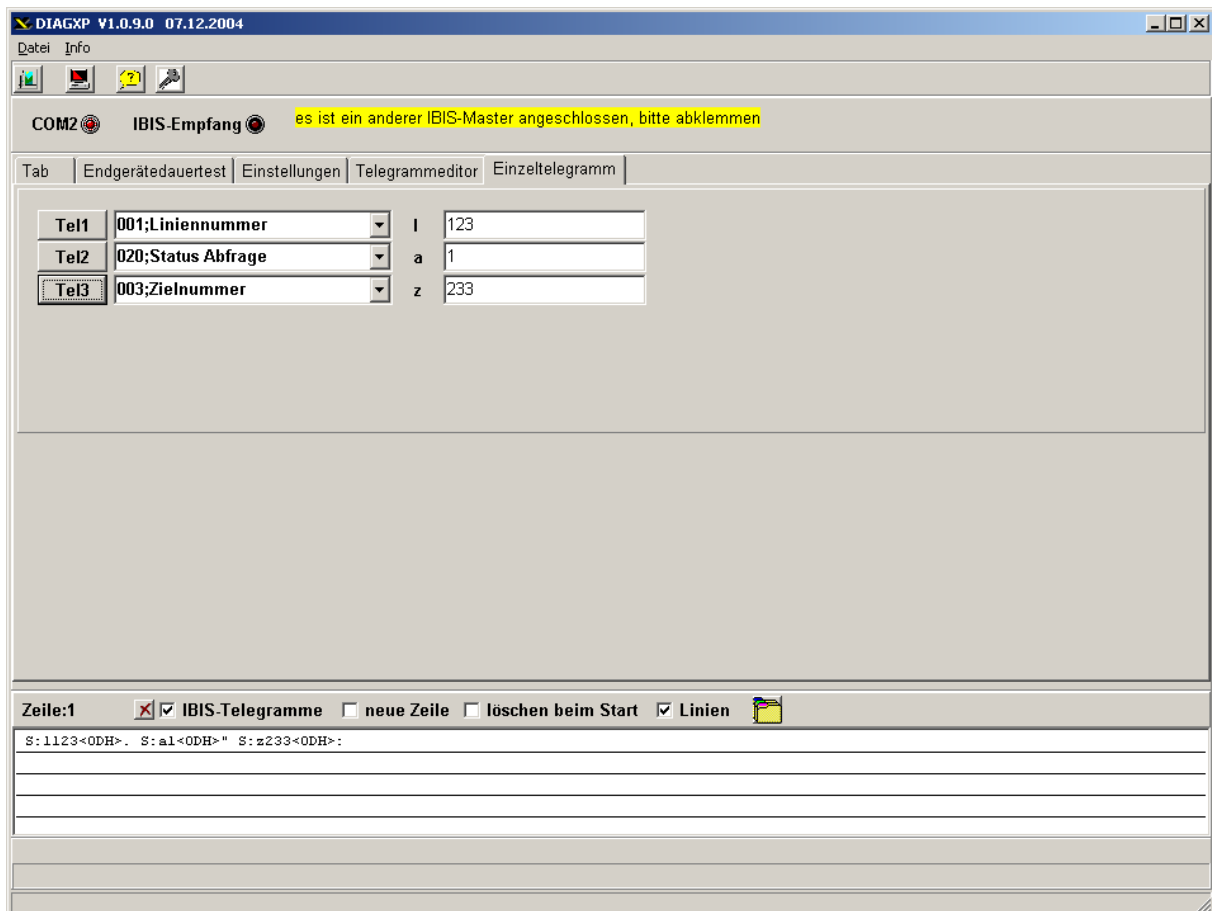 DIAGXP V1.0.9.0 07.12.2004
Datei Info
COM2 IBIS-Empfang es ist ein anderer IBIS-Master angeschlossen, bitte abklemmen
Tab Endgerätedauertest Einstellungen Telegrammeditor Einzeltelegramm
Tel1 001;Liniennummer l 123
Tel2 020;Status Abfrage a 1
Tel3 003;Zielnummer z 233
Zeile:1 IBIS-Telegramme neue Zeile löschen beim Start Linien
S:l123<0DH>. S:a1<0DH>" S:z233<0DH>: